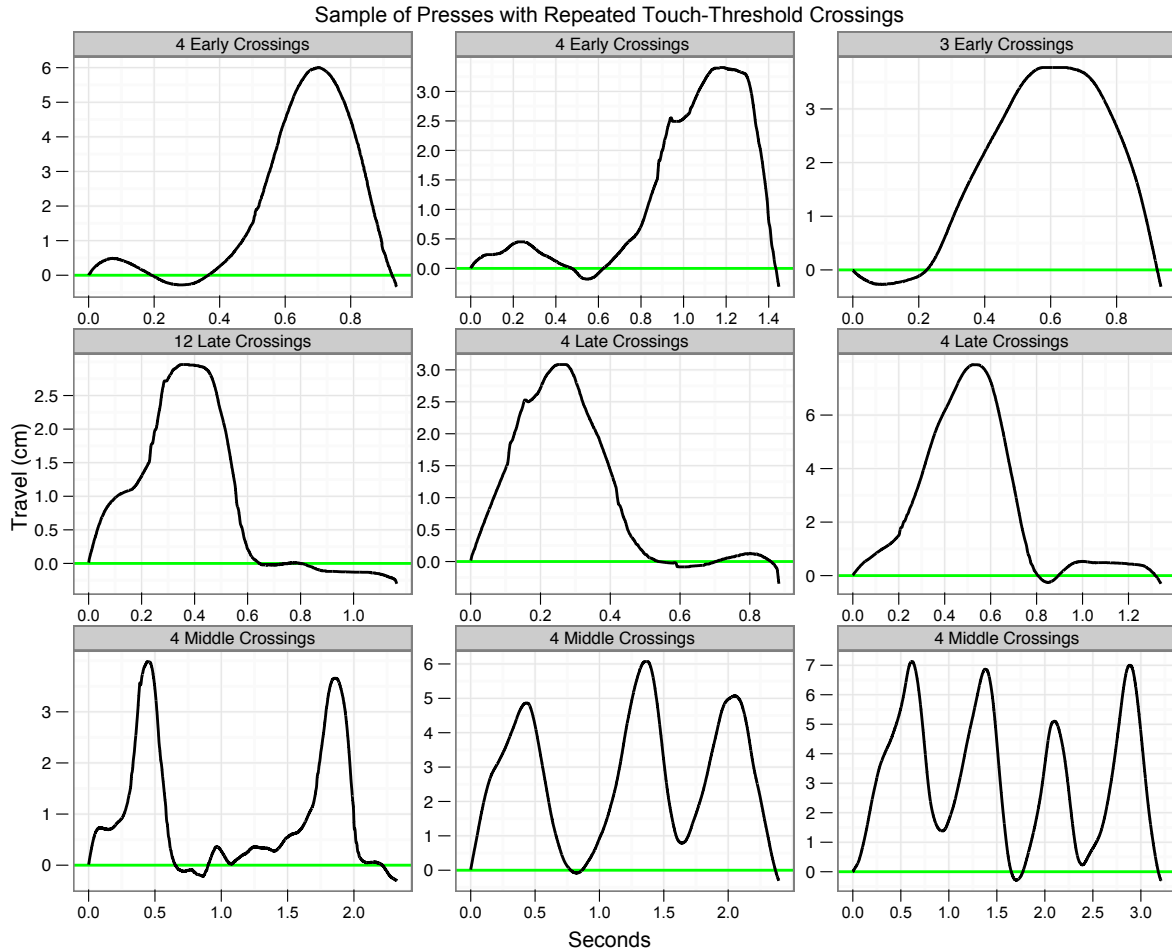 Sample of Presses with Repeated Touch-Threshold Crossings
4 Early Crossings
4 Early Crossings
3 Early Crossings
6
5
4
3
2
1
0
3.0
2.5
2.0
1.5
1.0
0.5
0.0
3
2
1
0
0.0 0.2 0.4 0.6 0.8
0.0 0.2 0.4 0.6 0.8 1.0 1.2 1.4
0.0 0.2 0.4 0.6 0.8
12 Late Crossings
4 Late Crossings
4 Late Crossings
Travel (cm)
2.5
2.0
1.5
1.0
0.5
0.0
3.0
2.5
2.0
1.5
1.0
0.5
0.0
6
4
2
0
0.0 0.2 0.4 0.6 0.8 1.0
0.0 0.2 0.4 0.6 0.8
0.0 0.2 0.4 0.6 0.8 1.0 1.2
4 Middle Crossings
4 Middle Crossings
4 Middle Crossings
3
2
1
0
6
5
4
3
2
1
0
7
6
5
4
3
2
1
0
0.0 0.5 1.0 1.5 2.0
0.0 0.5 1.0 1.5 2.0
0.0 0.5 1.0 1.5 2.0 2.5 3.0
Seconds